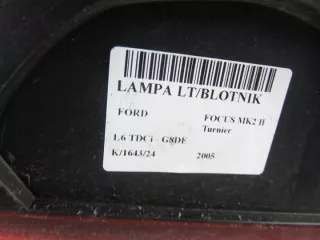 LAMPA LT/BLOTNIK
FORD FOCUS MK2 II
Turnier
1.6 TDCi G8DE
K/1643/24 2005